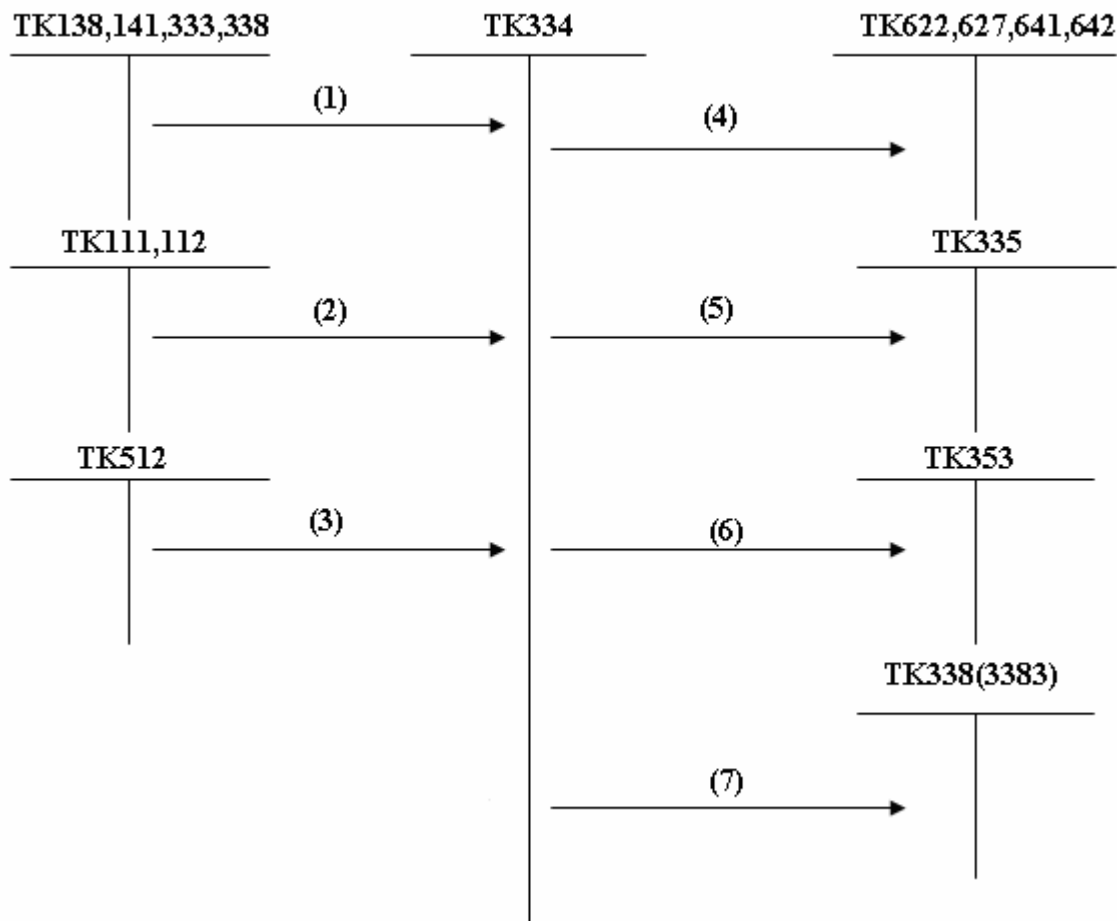 TK138,141,333,338 TK334 TK622,627,641,642
(1) (4)
TK111,112 TK335
(2) (5)
TK512 TK353
(3) (6)
TK338(3383)
(7)